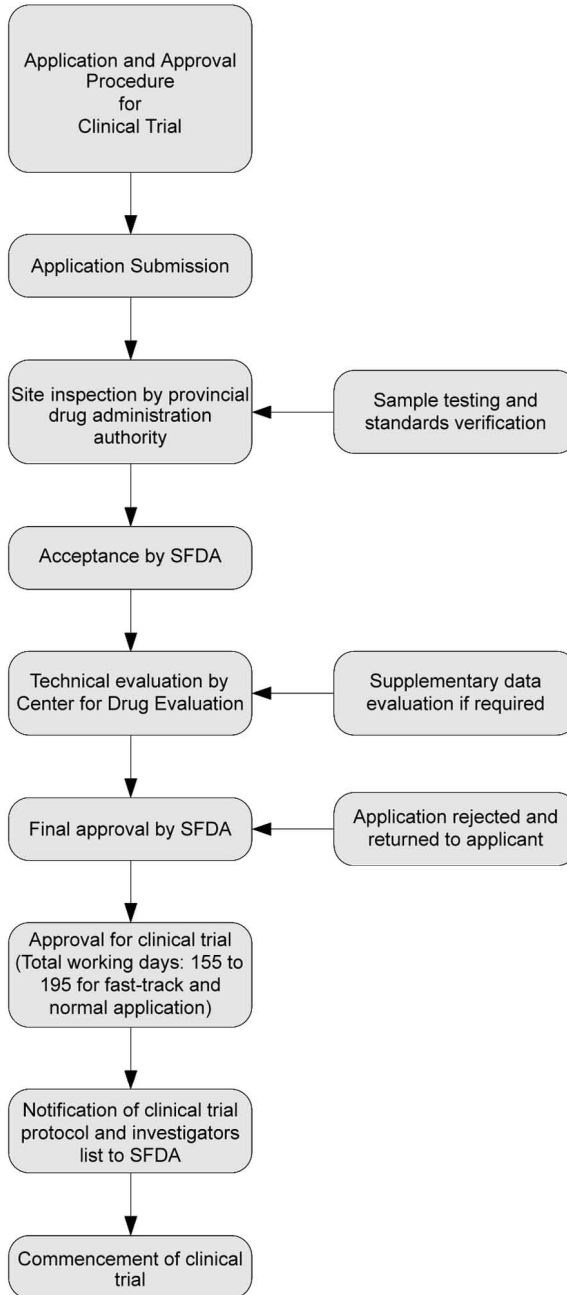 Application and Approval
Procedure
for
Clinical Trial
Application Submission
Site inspection by provincial
drug administration
authority
Sample testing and
standards verification
Acceptance by SFDA
Technical evaluation by
Center for Drug Evaluation
Supplementary data
evaluation if required
Final approval by SFDA
Application rejected and
returned to applicant
Approval for clinical trial
(Total working days: 155 to
195 for fast-track and
normal application)
Notification of clinical trial
protocol and investigators
list to SFDA
Commencement of clinical
trial